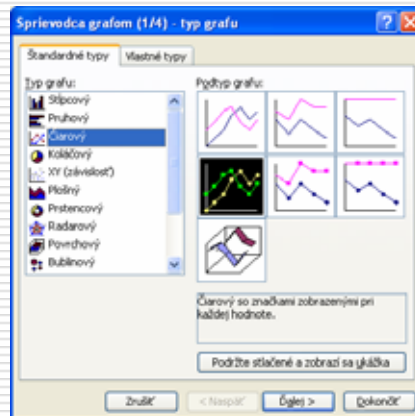 Sprievodca grafom (1/4) - typ grafu
Štandardné typy
Vlastné typy
Typ grafu:
Stĺpcový
Pruhový
Čiarový
Koláčový
XY (závislosť)
Plošný
Prstencový
Radarový
Povrchový
Bublinový
Podtyp grafu:
Čiarový so značkami zobrazenými pri
každej hodnote.
Podržte stlačené a zobrazí sa ukážka
Zrušiť
< Naspäť
Ďalej >
Dokončiť